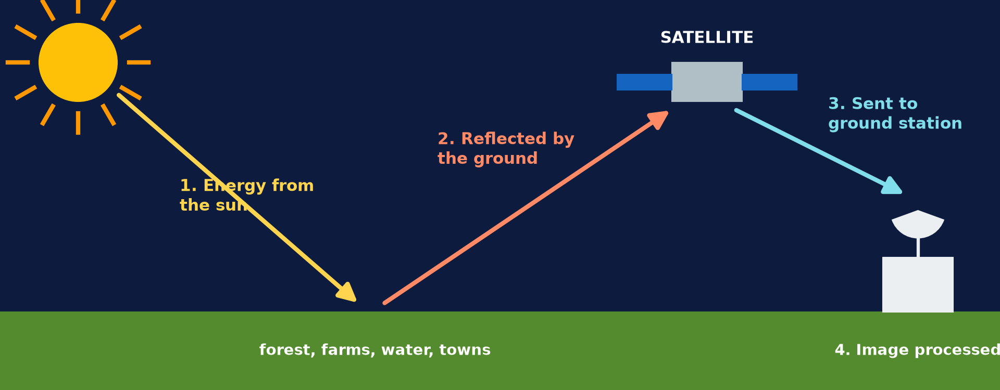 SATELLITE
3. Sent to
ground station
2. Reflected by
the ground
1. Energy from
the sun
forest, farms, water, towns
4. Image processed